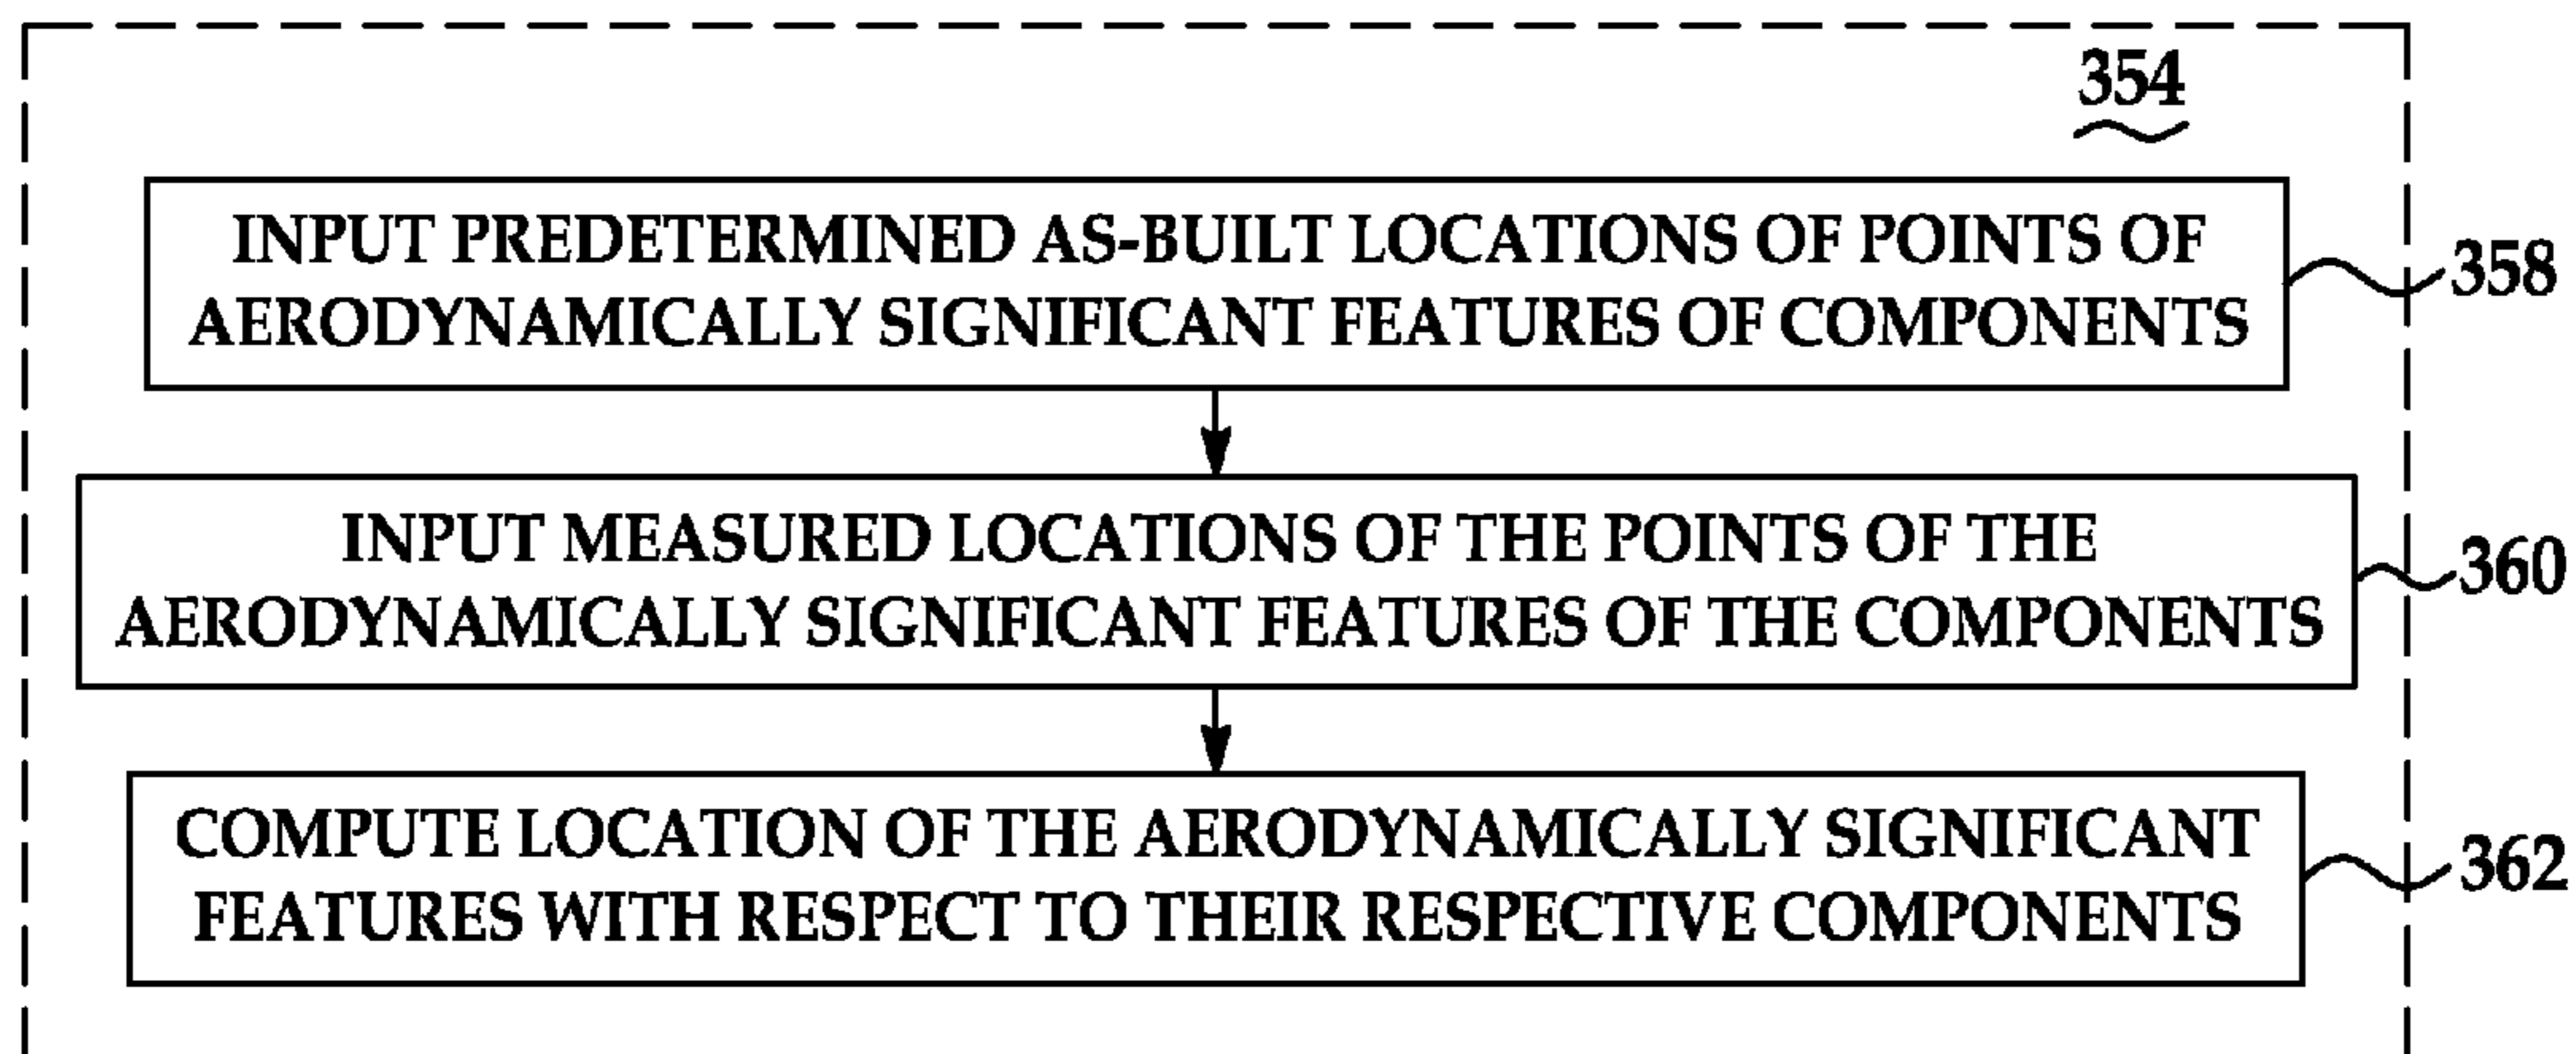 354
INPUT PREDETERMINED AS-BUILT LOCATIONS OF POINTS OF
AERODYNAMICALLY SIGNIFICANT FEATURES OF COMPONENTS
358
INPUT MEASURED LOCATIONS OF THE POINTS OF THE
AERODYNAMICALLY SIGNIFICANT FEATURES OF THE COMPONENTS
360
COMPUTE LOCATION OF THE AERODYNAMICALLY SIGNIFICANT
FEATURES WITH RESPECT TO THEIR RESPECTIVE COMPONENTS
362